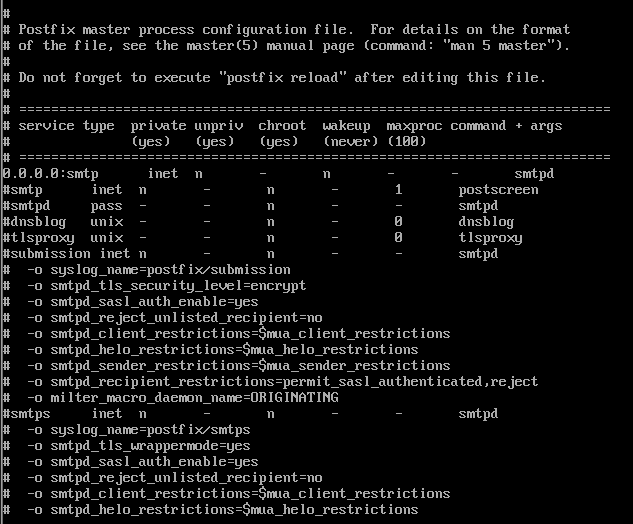 #
# Postfix master process configuration file.  For details on the format
# of the file, see the master(5) manual page (command: "man 5 master").
#
# Do not forget to execute "postfix reload" after editing this file.
#
# ==========================================================================
# service type  private unpriv  chroot  wakeup  maxproc command + args
#               (yes)   (yes)   (yes)   (never) (100)
# ==========================================================================
0.0.0.0:smtp      inet  n       -       n       -       -       smtpd
#smtp      inet  n       -       n       -       1       postscreen
#smtpd     pass  -       -       n       -       -       smtpd
#dnsblog   unix  -       -       n       -       0       dnsblog
#tlsproxy  unix  -       -       n       -       0       tlsproxy
#submission inet n       -       n       -       -       smtpd
#  -o syslog_name=postfix/submission
#  -o smtpd_tls_security_level=encrypt
#  -o smtpd_sasl_auth_enable=yes
#  -o smtpd_reject_unlisted_recipient=no
#  -o smtpd_client_restrictions=$mua_client_restrictions
#  -o smtpd_helo_restrictions=$mua_helo_restrictions
#  -o smtpd_sender_restrictions=$mua_sender_restrictions
#  -o smtpd_recipient_restrictions=permit_sasl_authenticated,reject
#  -o milter_macro_daemon_name=ORIGINATING
#smtps     inet  n       -       n       -       -       smtpd
#  -o syslog_name=postfix/smtps
#  -o smtpd_tls_wrappermode=yes
#  -o smtpd_sasl_auth_enable=yes
#  -o smtpd_reject_unlisted_recipient=no
#  -o smtpd_client_restrictions=$mua_client_restrictions
#  -o smtpd_helo_restrictions=$mua_helo_restrictions